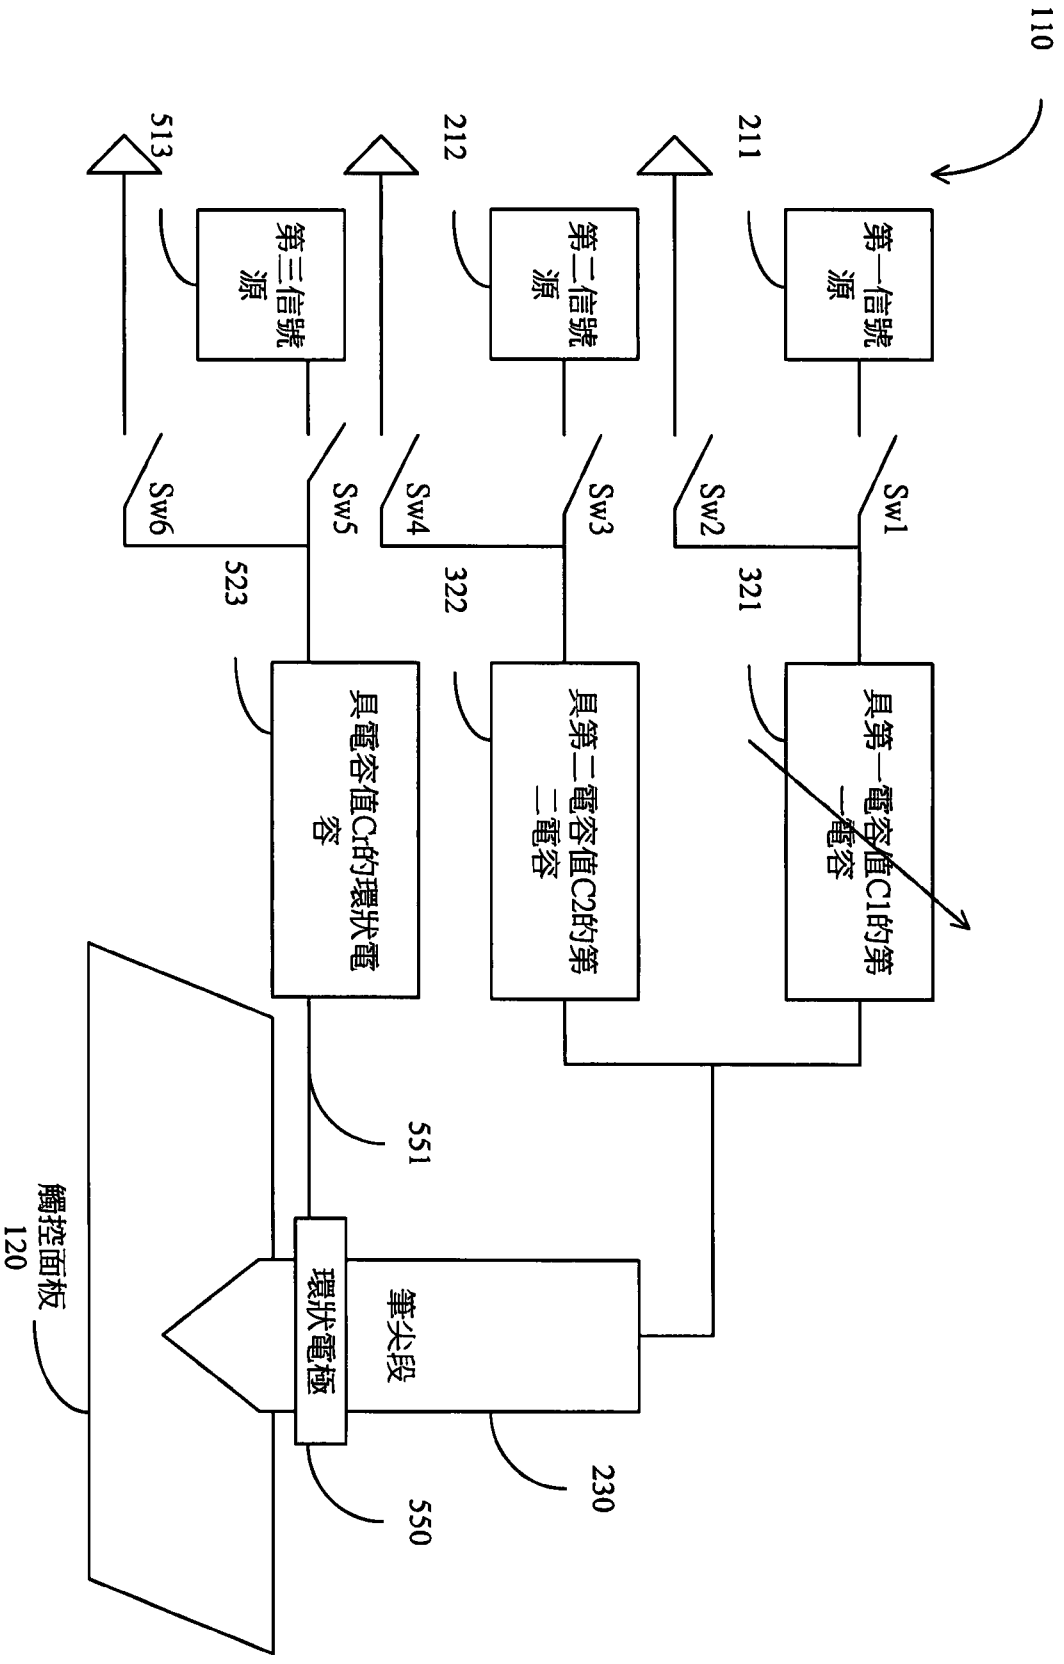 110
211
第一信號
源
Sw1
Sw2
321
具第一電容值C1的第
一電容
212
第二信號
源
Sw3
Sw4
322
具第二電容值C2的第
二電容
513
第三信號
源
Sw5
Sw6
523
具電容值Cr的環狀電
容
551
筆尖段
230
環狀電極
550
觸控面板
120